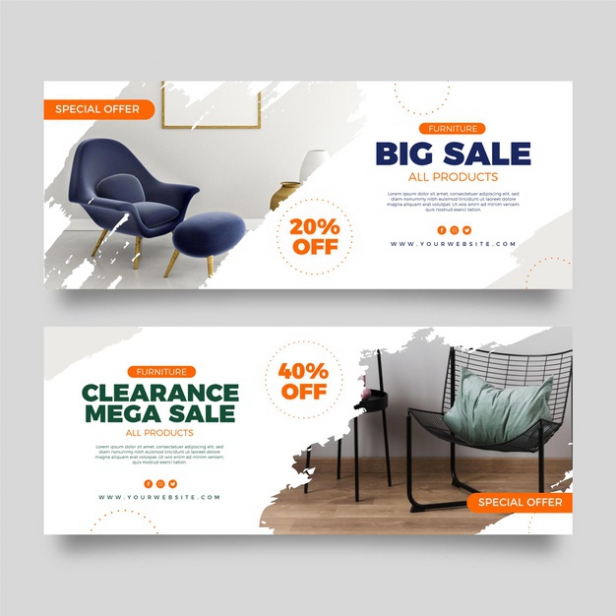 SPECIAL OFFER
FURNITURE
BIG SALE
ALL PRODUCTS
20%
OFF
WWW.YOURWEBSITE.COM
FURNITURE
CLEARANCE
MEGA SALE
ALL PRODUCTS
40%
OFF
WWW.YOURWEBSITE.COM
SPECIAL OFFER